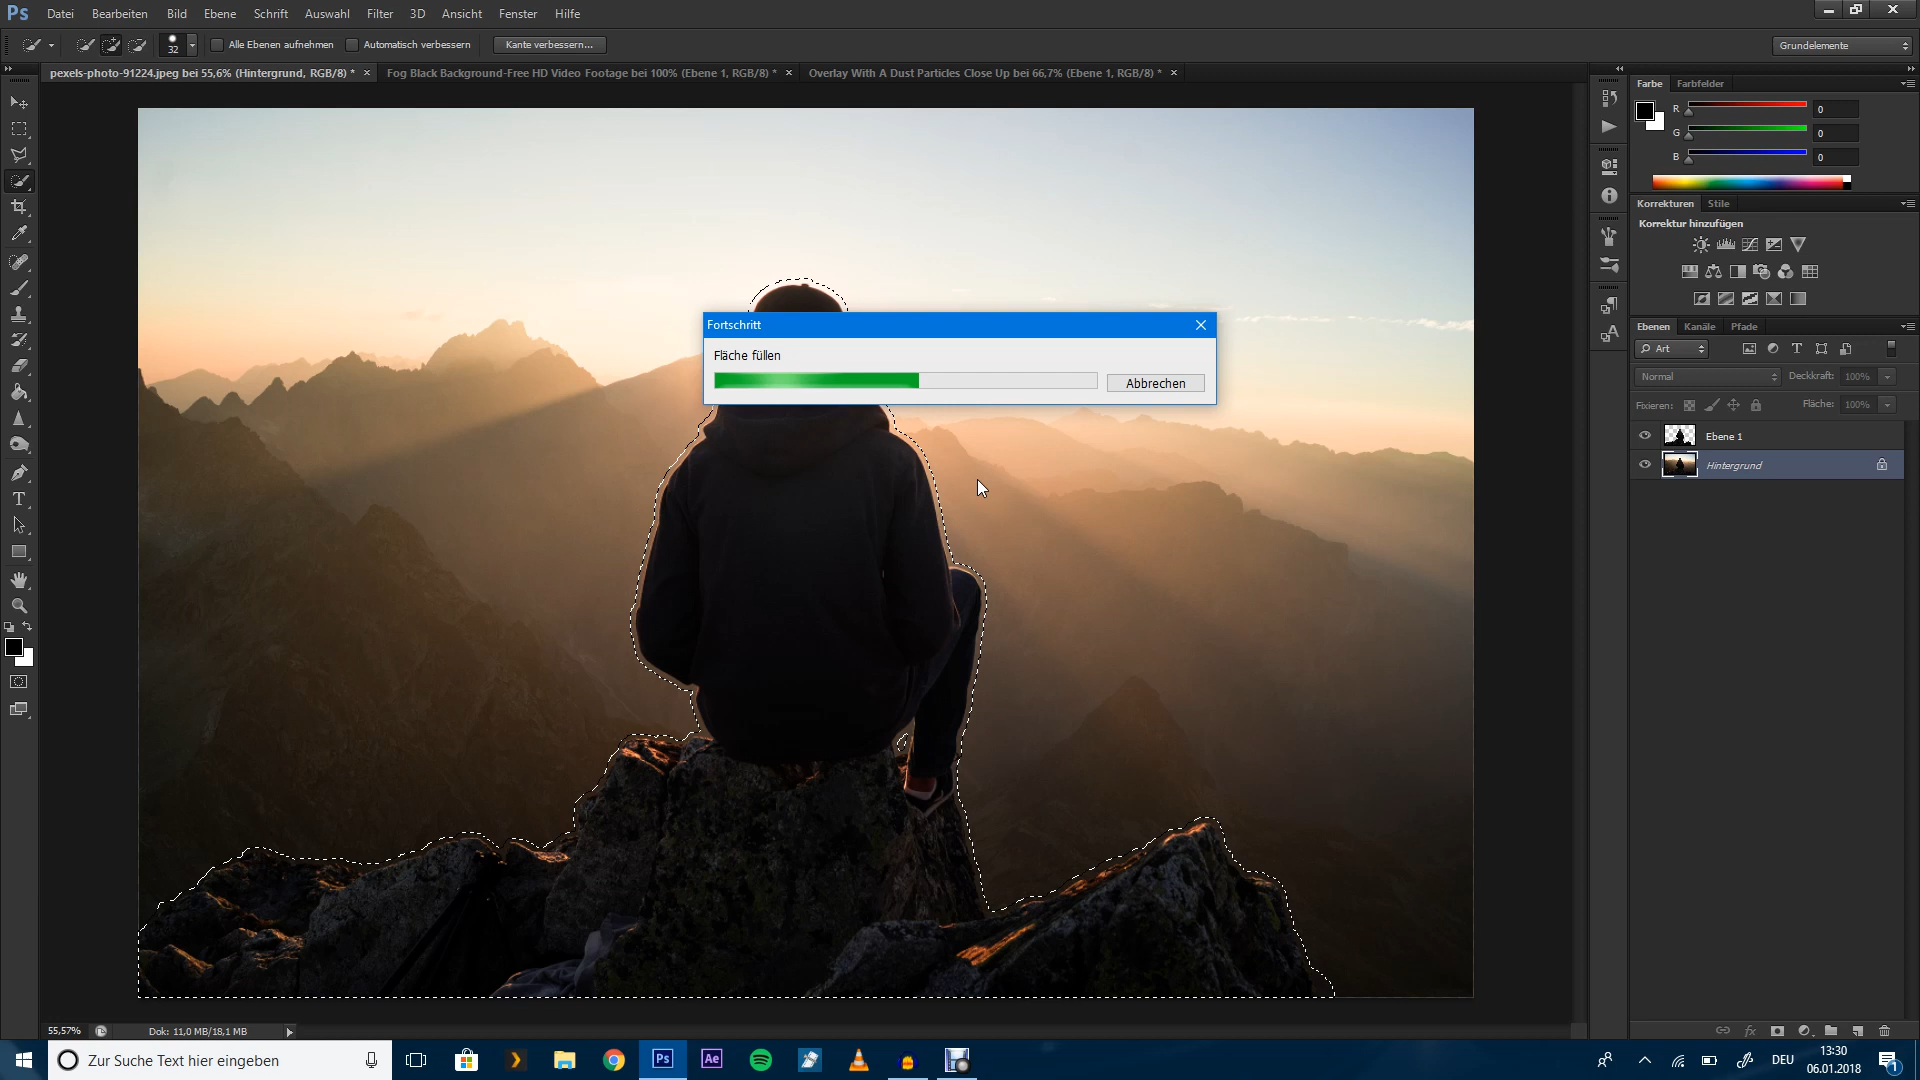 Ps Datei Bearbeiten Bild Ebene Schrift Auswahl Filter 3D Ansicht Fenster Hilfe
32 Alle Ebenen aufnehmen Automatisch verbessern Kante verbessern... Grundelemente
pexels-photo-91224.jpeg bei 55,6% (Hintergrund, RGB/8) * × Fog Black Background-Free HD Video Footage bei 100% (Ebene 1, RGB/8) * × Overlay With A Dust Particles Close Up bei 66,7% (Ebene 1, RGB/8) * ×
Farbe Farbfelder
R 0
G 0
B 0
Korrekturen Stile
Korrektur hinzufügen
Fortschritt
Fläche füllen
Abbrechen
Ebenen Kanäle Pfade
Art
Normal Deckkraft: 100%
Fixieren: Fläche: 100%
Ebene 1
Hintergrund
55,57% Dok: 11,0 MB/18,1 MB
Zur Suche Text hier eingeben
Ps Ae
DEU
13:30
06.01.2018
1